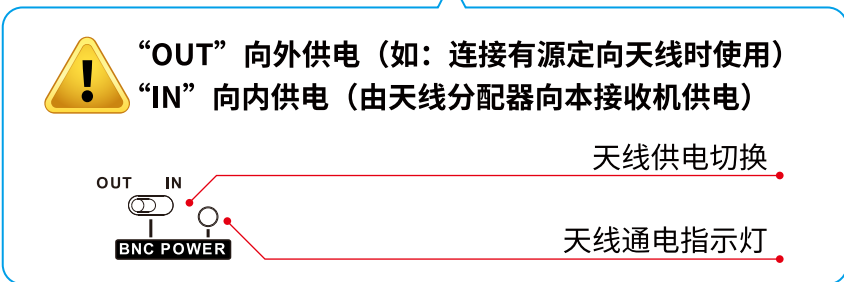 “OUT”向外供电（如：连接有源定向天线时使用）
“IN”向内供电（由天线分配器向本接收机供电）
天线供电切换
OUT IN
天线通电指示灯
BNC POWER